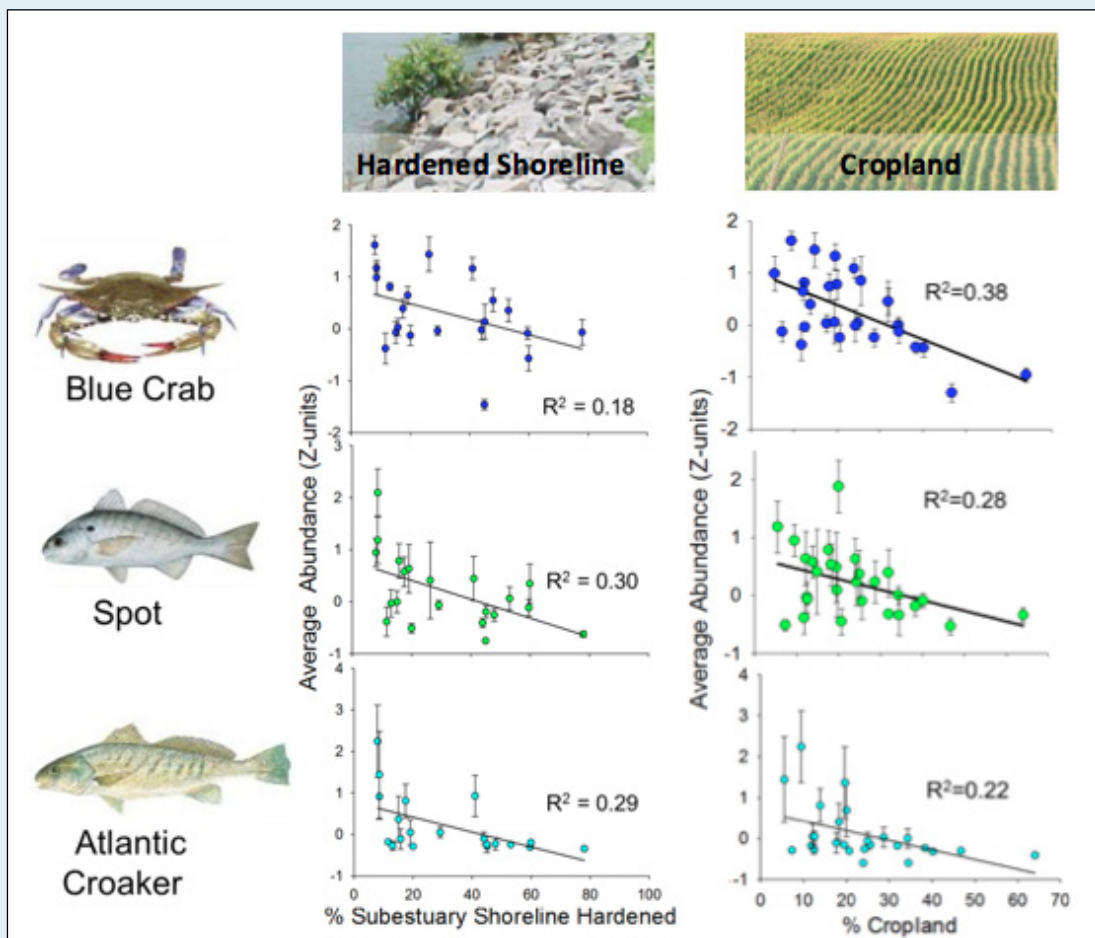 Hardened Shoreline
Cropland
Blue Crab
Spot
Atlantic
Croaker
Average Abundance (Z-units)
2
1
0
-1
-2
R² = 0.18
3
2
1
0
-1
R² = 0.30
4
3
2
1
0
-1
R² = 0.29
0 20 40 60 80 100
% Subestuary Shoreline Hardened
Average Abundance (Z-units)
2
1
0
-1
-2
R²=0.38
2
1
0
-1
R²=0.28
4
3
2
1
0
-1
R²=0.22
0 10 20 30 40 50 60 70
% Cropland